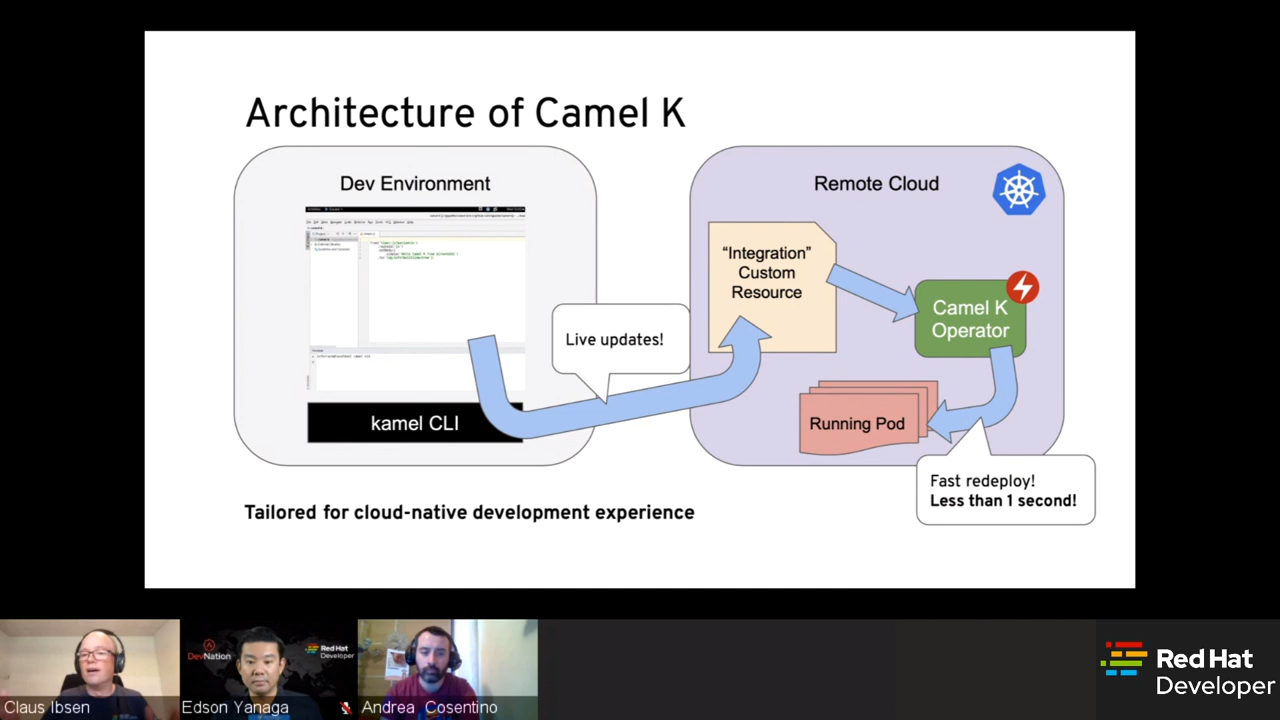 Architecture of Camel K
Dev Environment
kamel CLI
Live updates!
Remote Cloud
“Integration”
Custom
Resource
Camel K
Operator
Running Pod
Fast redeploy!
Less than 1 second!
Tailored for cloud-native development experience
Claus Ibsen
DevNation
Red Hat
Developer
Edson Yanaga
Andrea Cosentino
Red Hat
Developer